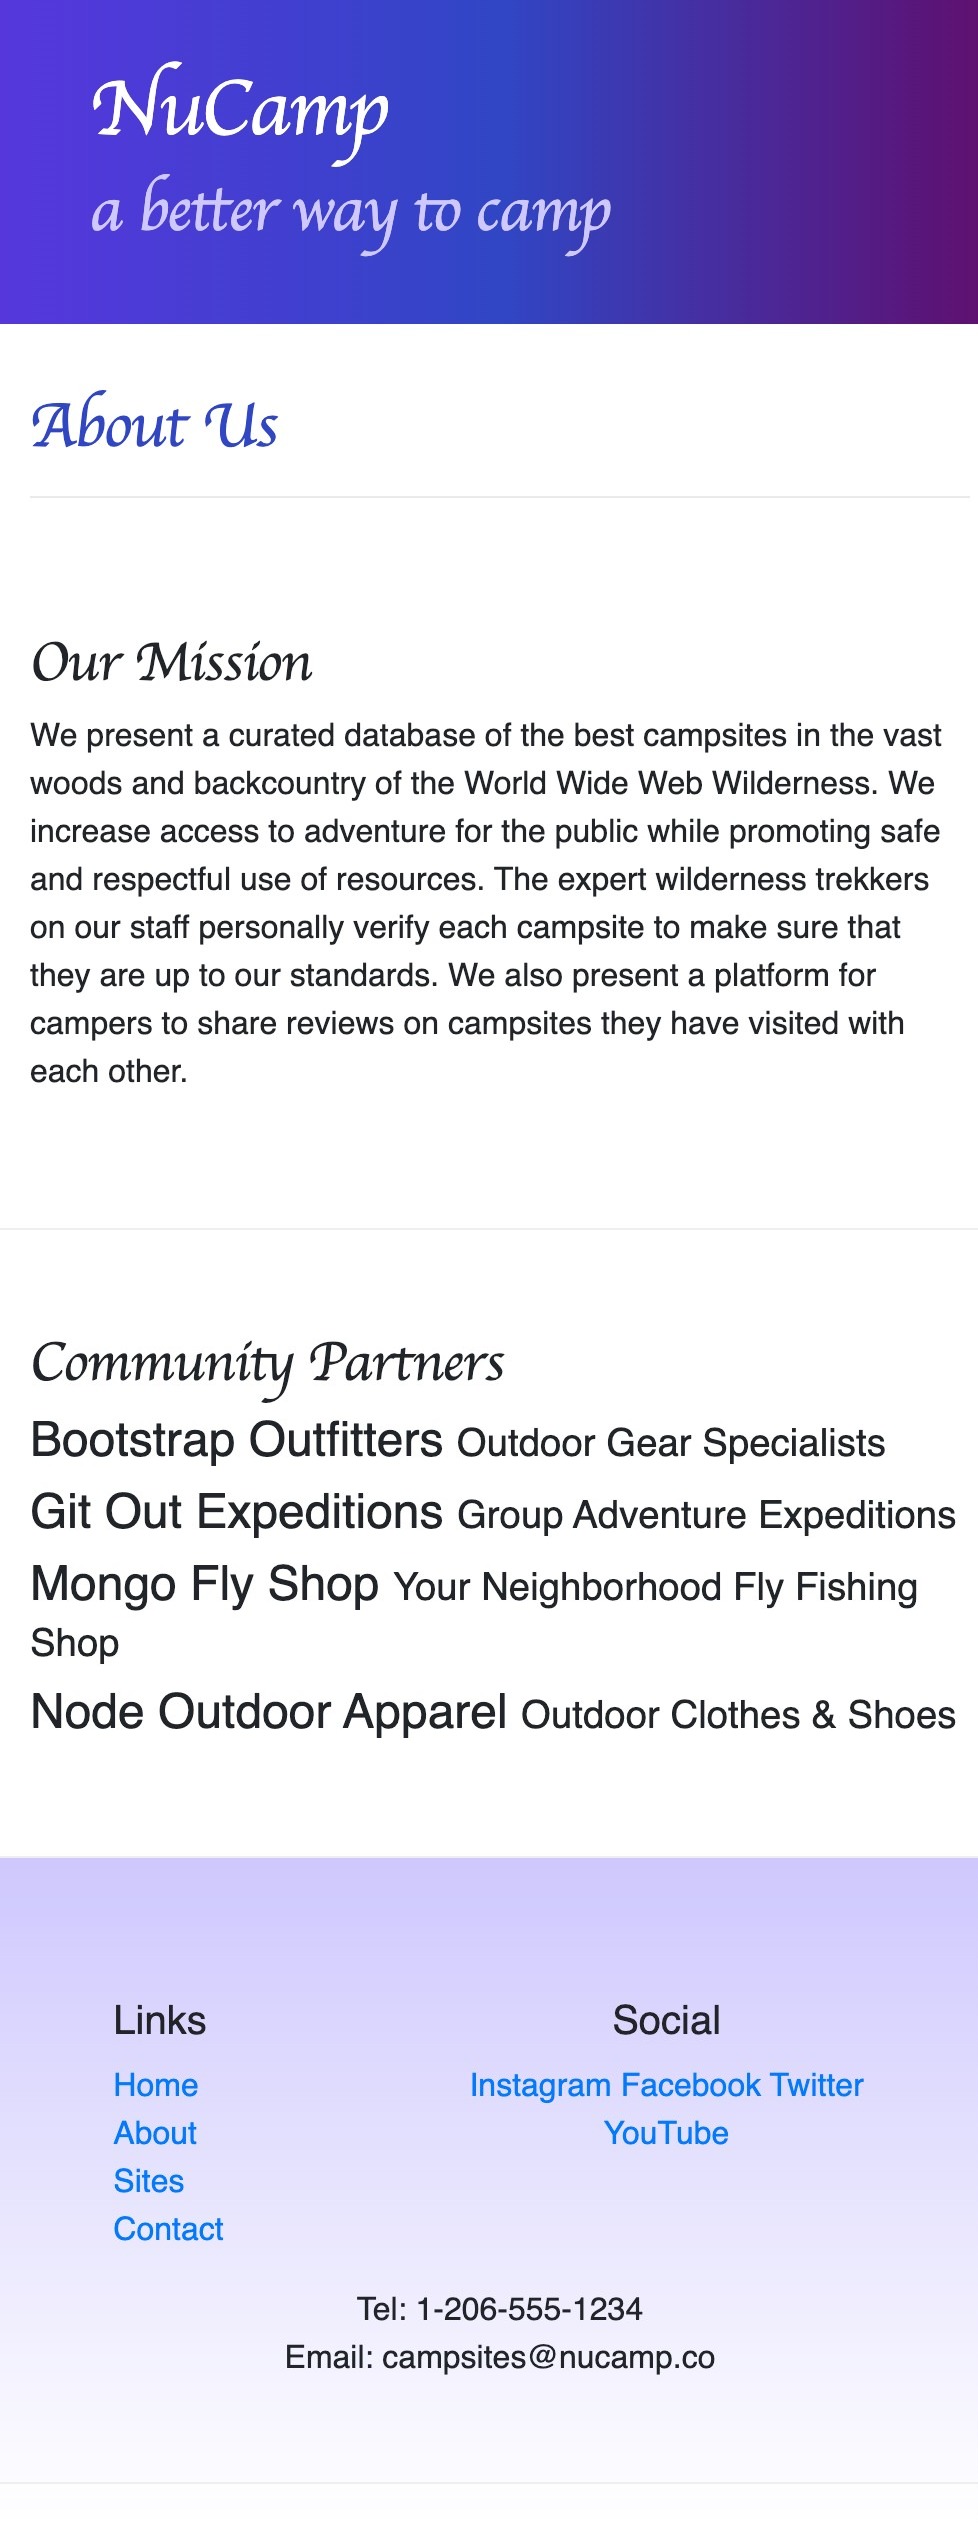 NuCamp
a better way to camp
About Us
Our Mission
We present a curated database of the best campsites in the vast
woods and backcountry of the World Wide Web Wilderness. We
increase access to adventure for the public while promoting safe
and respectful use of resources. The expert wilderness trekkers
on our staff personally verify each campsite to make sure that
they are up to our standards. We also present a platform for
campers to share reviews on campsites they have visited with
each other.
Community Partners
Bootstrap Outfitters Outdoor Gear Specialists
Git Out Expeditions Group Adventure Expeditions
Mongo Fly Shop Your Neighborhood Fly Fishing
Shop
Node Outdoor Apparel Outdoor Clothes & Shoes
Links
Home
About
Sites
Contact
Social
Instagram Facebook Twitter
YouTube
Tel: 1-206-555-1234
Email: campsites@nucamp.co